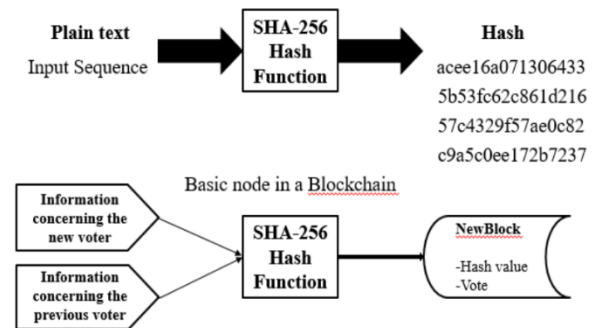 Plain text
Input Sequence
SHA-256
Hash
Function
Hash
acee16a071306433
5b53fc62c861d216
57c4329f57ae0c82
c9a5c0ee172b7237
Basic node in a Blockchain
Information
concerning the
new voter
Information
concerning the
previous voter
SHA-256
Hash
Function
NewBlock
-Hash value
-Vote